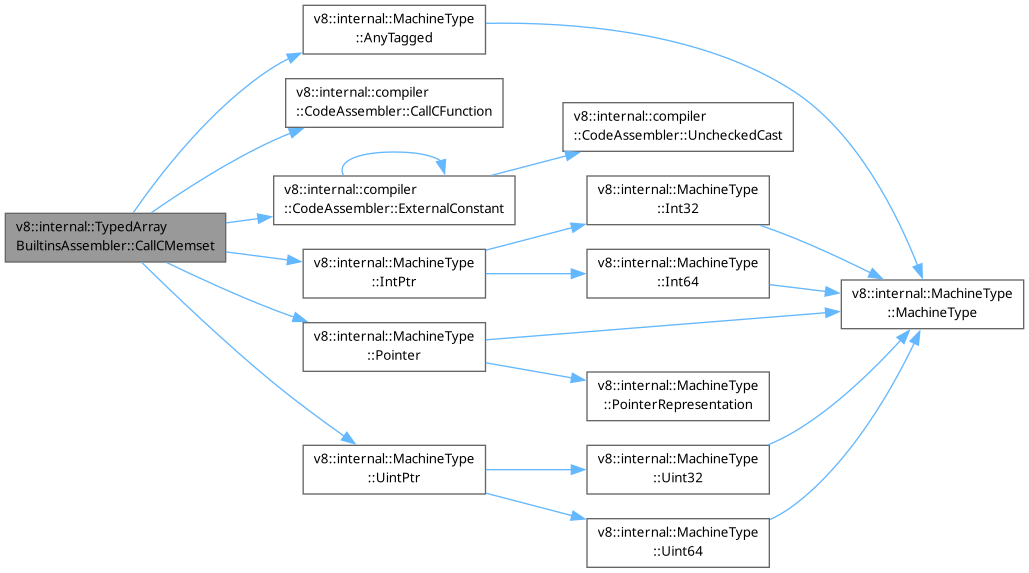 v8::internal::TypedArray
BuiltinsAssembler::CallCMemset
v8::internal::MachineType
::AnyTagged
v8::internal::compiler
::CodeAssembler::CallCFunction
v8::internal::compiler
::CodeAssembler::ExternalConstant
v8::internal::compiler
::CodeAssembler::UncheckedCast
v8::internal::MachineType
::IntPtr
v8::internal::MachineType
::Int32
v8::internal::MachineType
::Int64
v8::internal::MachineType
::MachineType
v8::internal::MachineType
::Pointer
v8::internal::MachineType
::PointerRepresentation
v8::internal::MachineType
::UintPtr
v8::internal::MachineType
::Uint32
v8::internal::MachineType
::Uint64